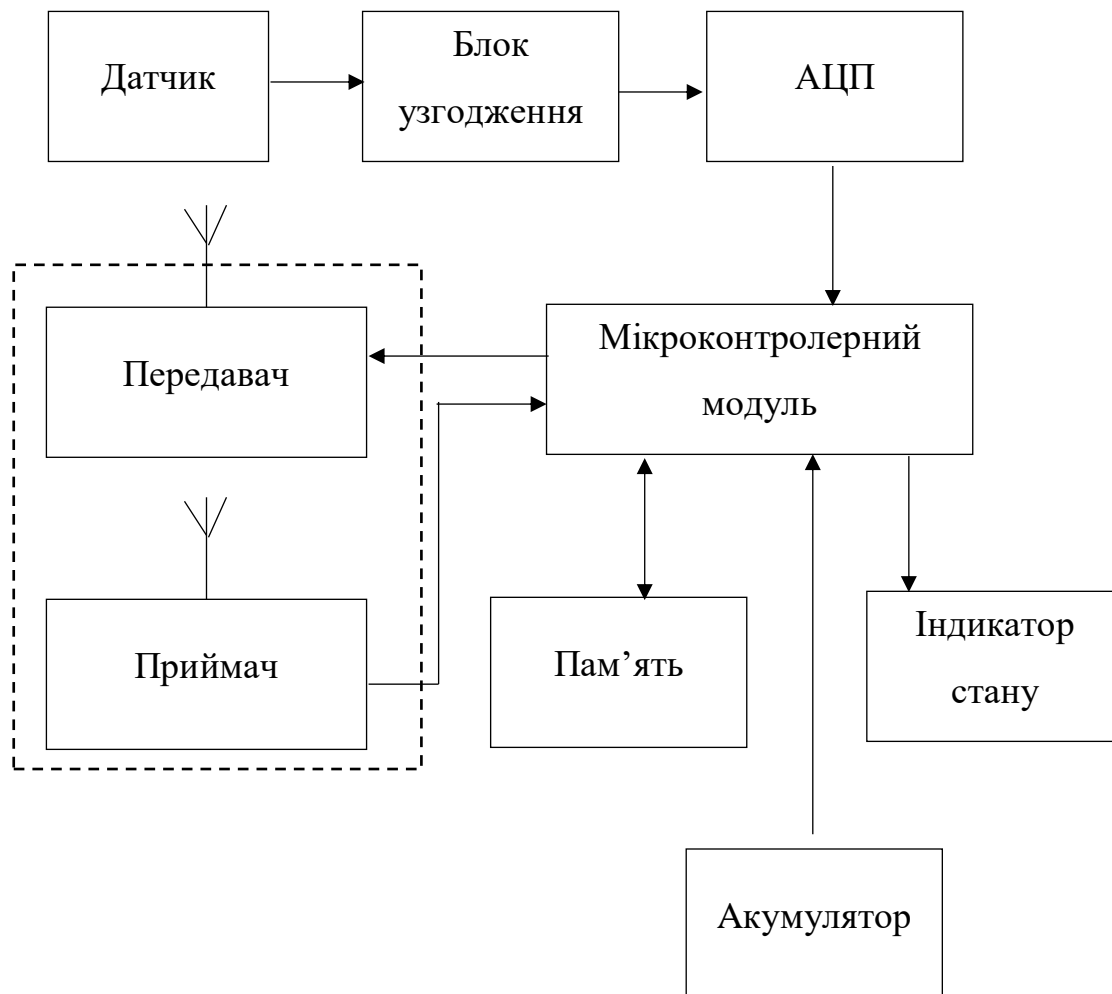 Датчик
Блок
узгодження
АЦП
Передавач
Мікроконтролерний
модуль
Приймач
Пам’ять
Індикатор
стану
Акумулятор